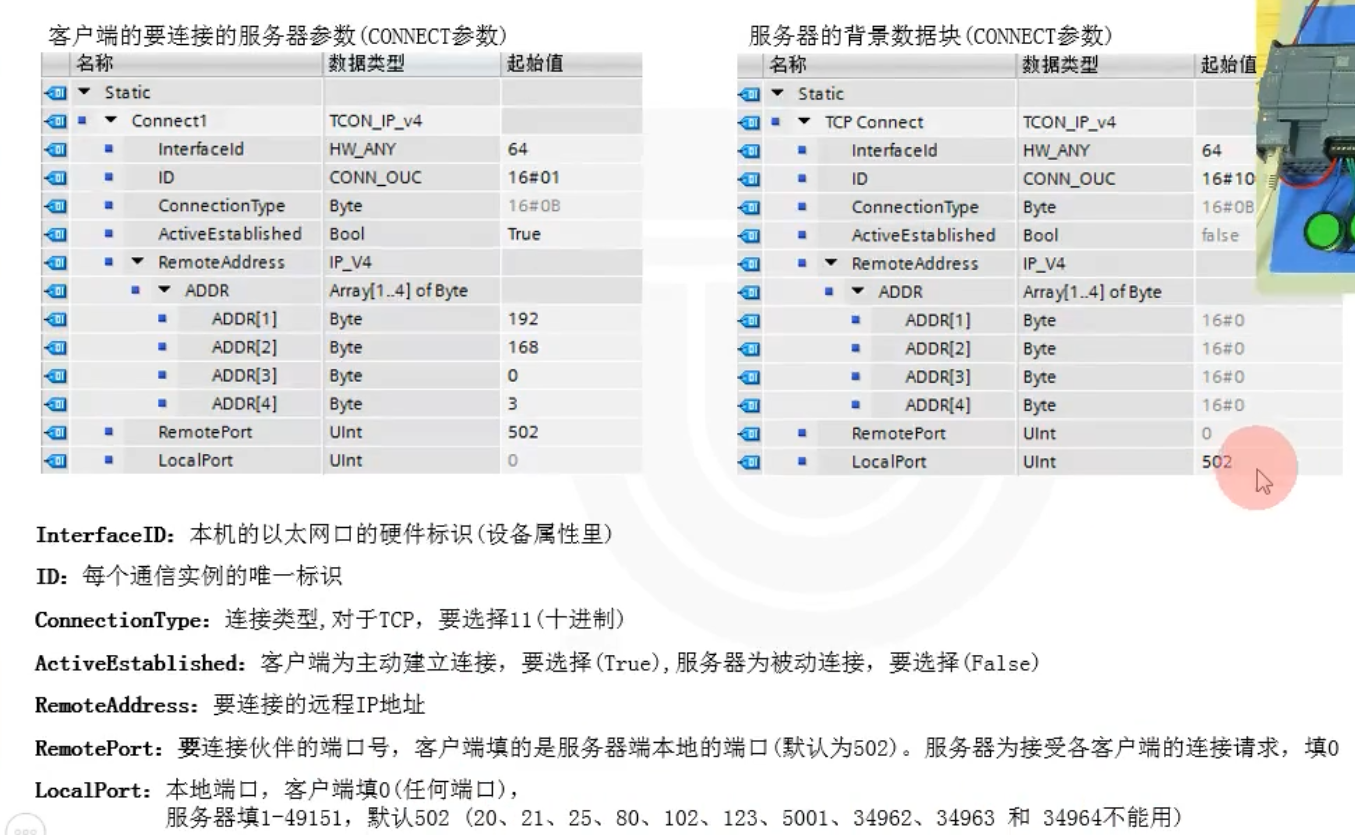 客户端的要连接的服务器参数(CONNECT参数)
名称 数据类型 起始值
Static
Connect1 TCON_IP_v4
InterfaceId HW_ANY 64
ID CONN_OUC 16#01
ConnectionType Byte 16#0B
ActiveEstablished Bool True
RemoteAddress IP_V4
ADDR Array[1..4] of Byte
ADDR[1] Byte 192
ADDR[2] Byte 168
ADDR[3] Byte 0
ADDR[4] Byte 3
RemotePort UInt 502
LocalPort UInt 0
服务器的背景数据块(CONNECT参数)
名称 数据类型 起始值
Static
TCP Connect TCON_IP_v4
InterfaceId HW_ANY 64
ID CONN_OUC 16#10
ConnectionType Byte 16#0B
ActiveEstablished Bool false
RemoteAddress IP_V4
ADDR Array[1..4] of Byte
ADDR[1] Byte 16#0
ADDR[2] Byte 16#0
ADDR[3] Byte 16#0
ADDR[4] Byte 16#0
RemotePort UInt 0
LocalPort UInt 502
InterfaceID：本机的以太网口的硬件标识(设备属性里)
ID：每个通信实例的唯一标识
ConnectionType：连接类型,对于TCP，要选择11(十进制)
ActiveEstablished：客户端为主动建立连接，要选择(True),服务器为被动连接，要选择(False)
RemoteAddress：要连接的远程IP地址
RemotePort：要连接伙伴的端口号，客户端填的是服务器端本地的端口(默认为502)。服务器为接受各客户端的连接请求，填0
LocalPort：本地端口，客户端填0(任何端口)，
服务器填1-49151，默认502 (20、21、25、80、102、123、5001、34962、34963 和 34964不能用)